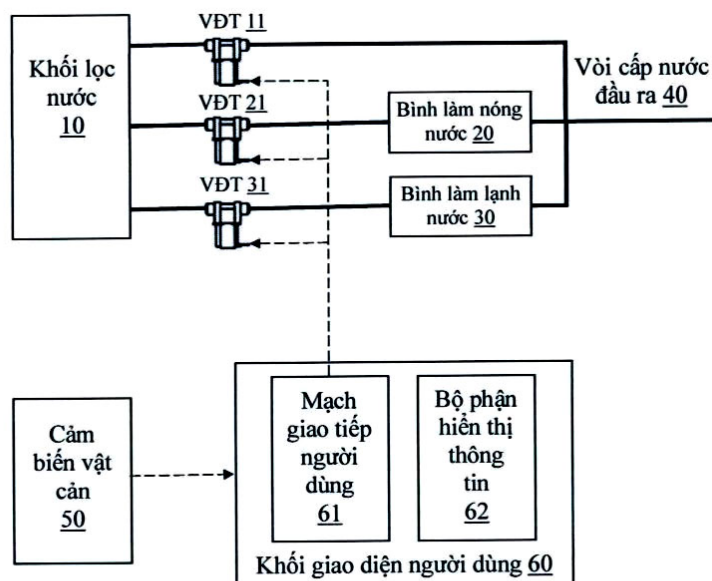 VĐT 11
Khối lọc
nước
10
Vòi cấp nước
đầu ra 40
VĐT 21
Bình làm nóng
nước 20
VĐT 31
Bình làm lạnh
nước 30
Cảm
biến vật
cản
50
Mạch
giao tiếp
người
dùng
61
Bộ phận
hiển thị
thông
tin
62
Khối giao diện người dùng 60